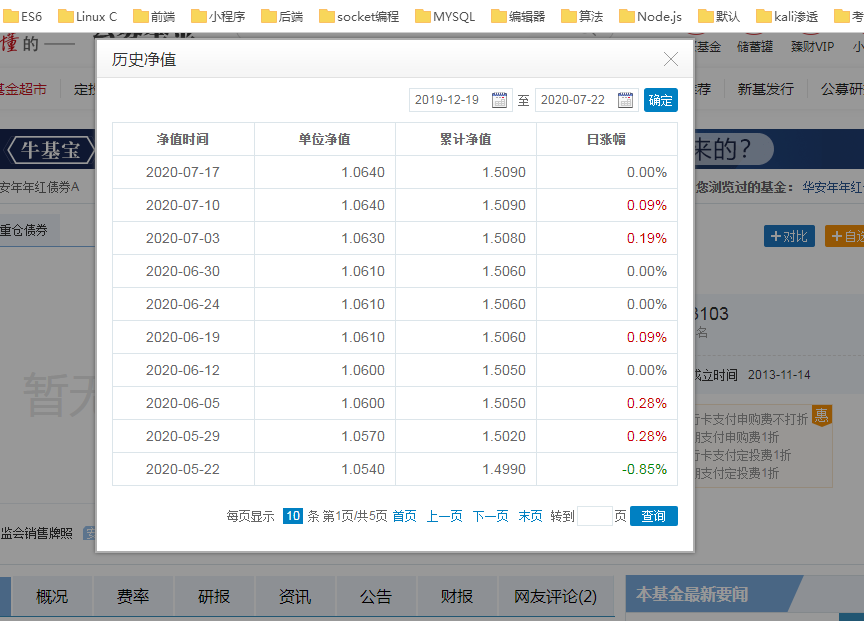 ES6 Linux C 前端 小程序 后端 socket编程 MYSQL 编辑器 算法 Node.js 默认 kali渗透 考
懂 的 ——
基金 储蓄罐 臻财VIP 小
基金超市 定投
推荐 新基发行 公募研
牛基宝
来的?
安年年红债券A
您浏览过的基金: 华安年年红
重仓债券
+对比 +自选
3103
名
暂无
成立时间 2013-11-14
行卡支付申购费不打折 惠
期支付申购费1折
行卡支付定投费1折
期支付定投费1折
监会销售牌照
历史净值
2019-12-19 至 2020-07-22 确定
净值时间 单位净值 累计净值 日涨幅
2020-07-17 1.0640 1.5090 0.00%
2020-07-10 1.0640 1.5090 0.09%
2020-07-03 1.0630 1.5080 0.19%
2020-06-30 1.0610 1.5060 0.00%
2020-06-24 1.0610 1.5060 0.00%
2020-06-19 1.0610 1.5060 0.09%
2020-06-12 1.0600 1.5050 0.00%
2020-06-05 1.0600 1.5050 0.28%
2020-05-29 1.0570 1.5020 0.28%
2020-05-22 1.0540 1.4990 -0.85%
每页显示 10 条 第1页/共5页 首页 上一页 下一页 末页 转到 页 查询
概况 费率 研报 资讯 公告 财报 网友评论(2) 本基金最新要闻